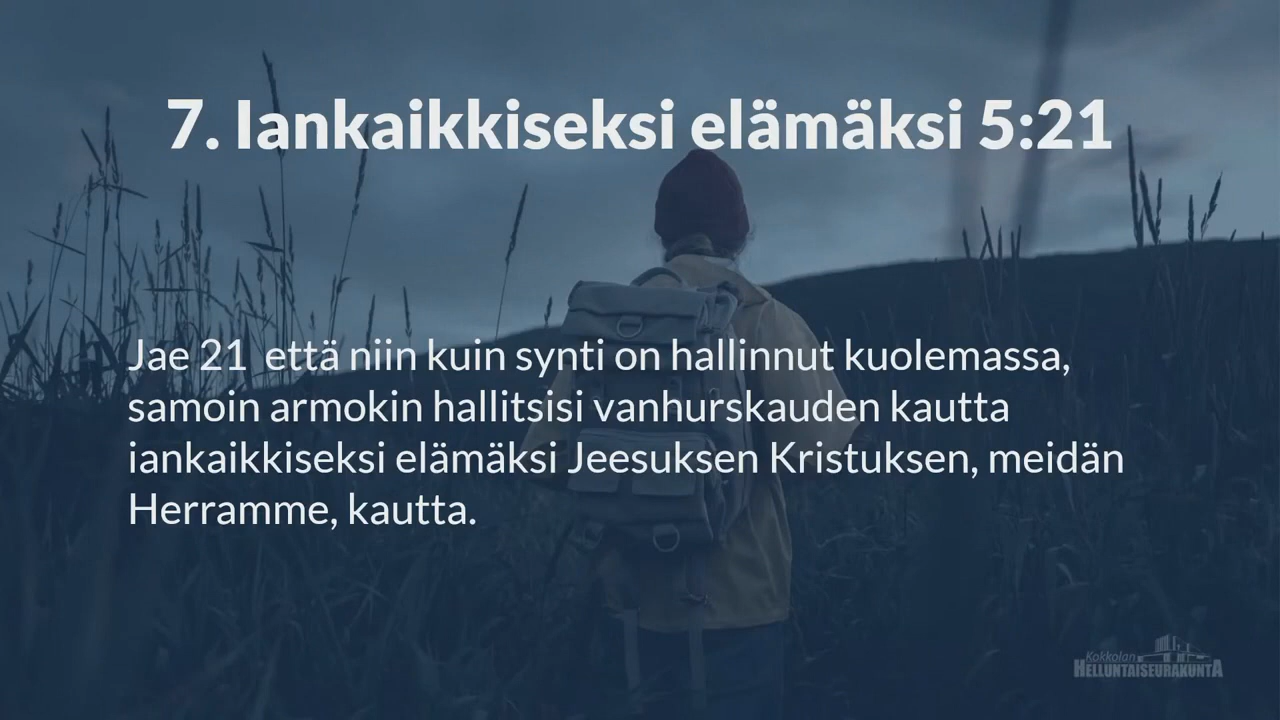 7. Iankaikkiseksi elämäksi 5:21
Jae 21 että niin kuin synti on hallinnut kuolemassa,
samoin armokin hallitsisi vanhurskauden kautta
iankaikkiseksi elämäksi Jeesuksen Kristuksen, meidän
Herramme, kautta.
Kokkolan
HELLUNTAISEURAKUNTA